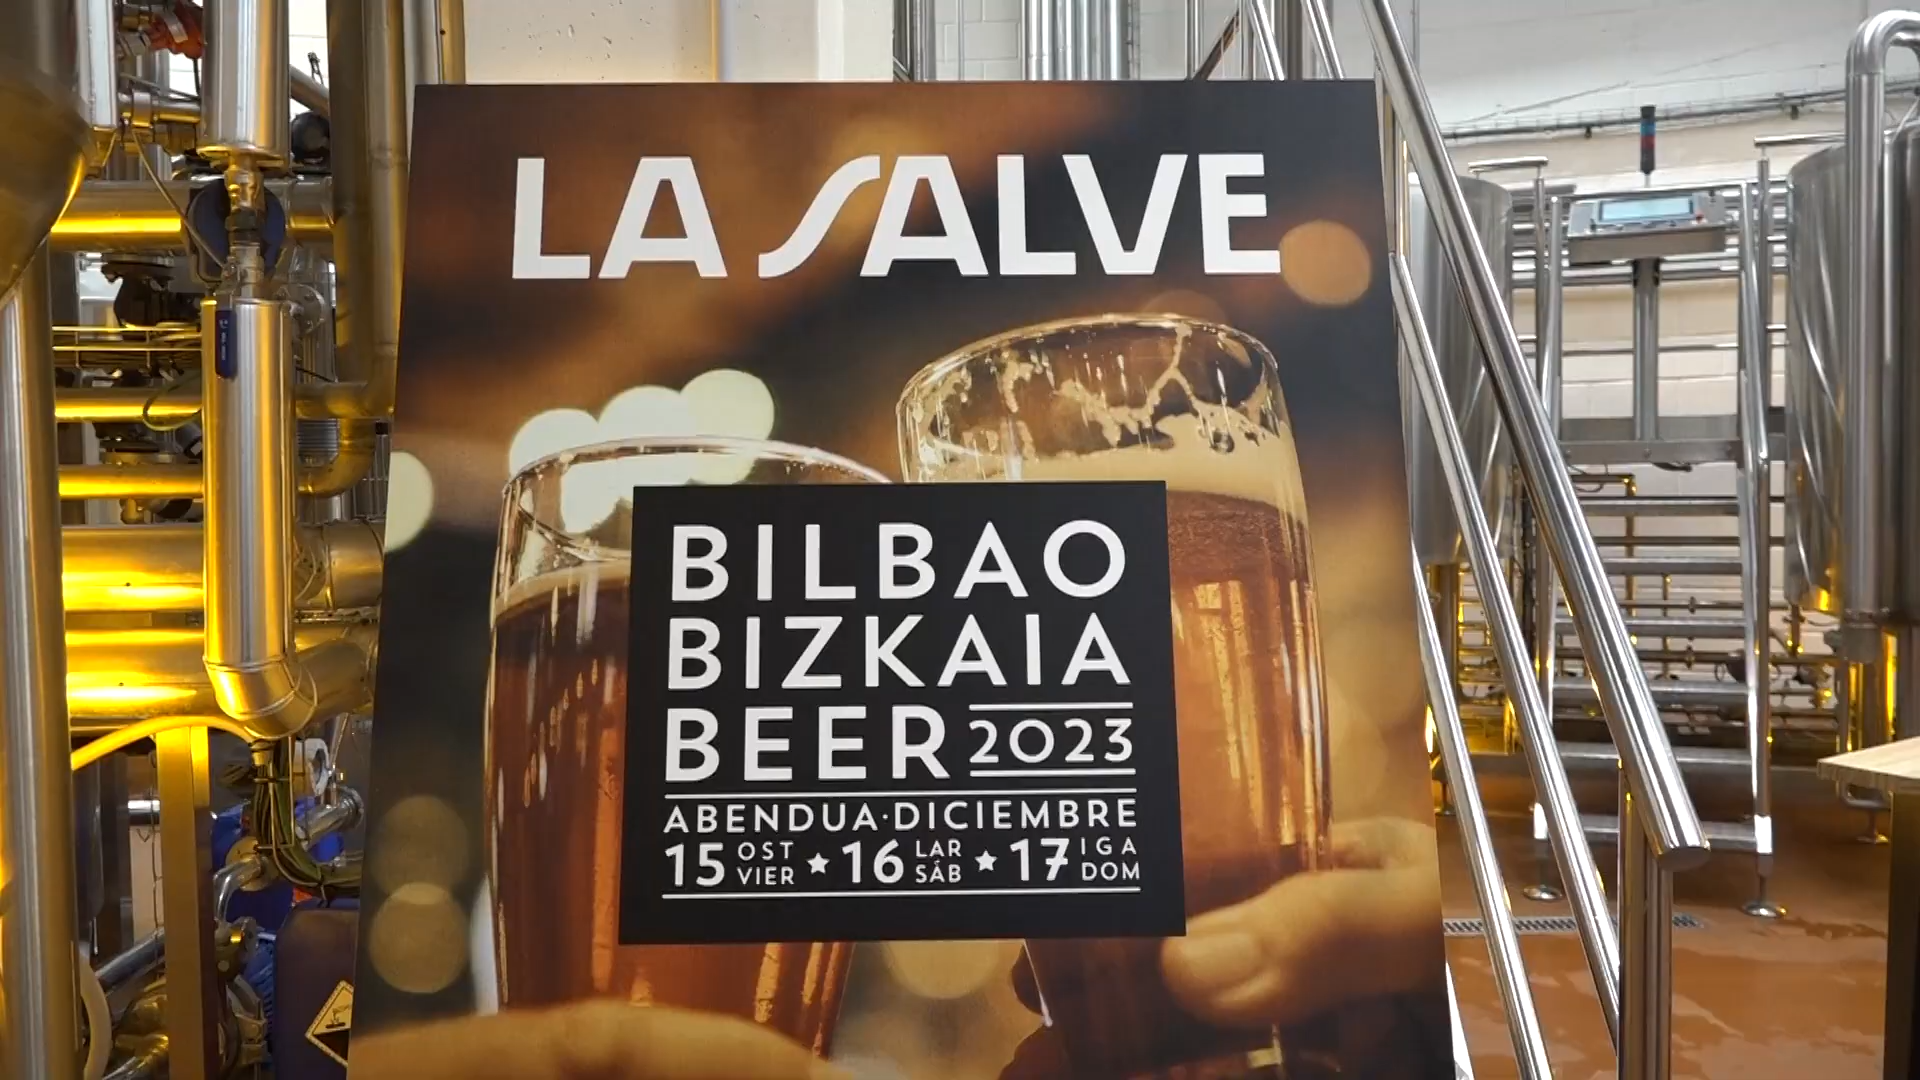 LA SALVE
BILBAO
BIZKAIA
BEER 2023
ABENDUA·DICIEMBRE
15 OST VIER ★ 16 LAR SÁB ★ 17 IGA DOM